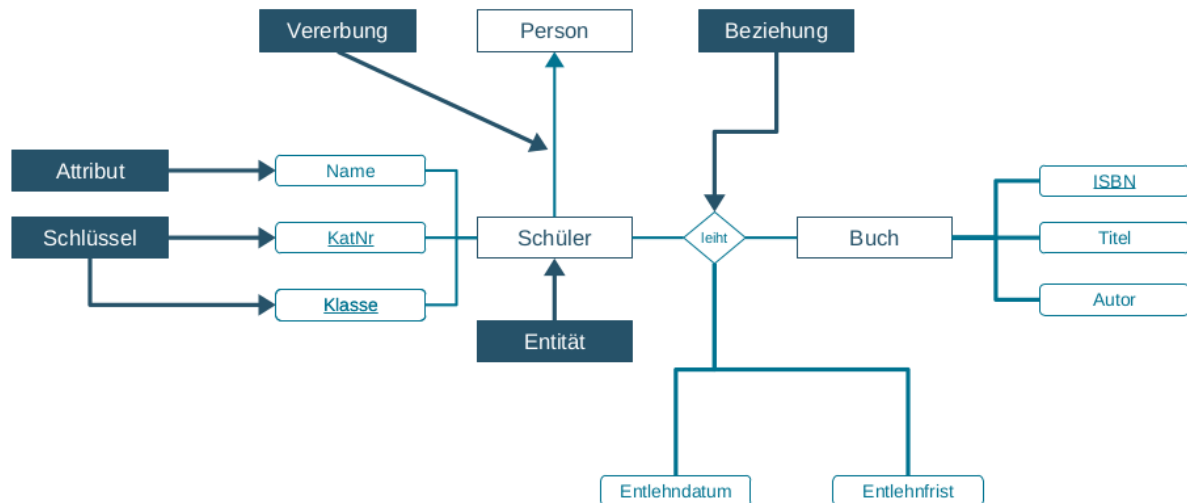 Vererbung
Person
Beziehung
Attribut
Name
ISBN
Schlüssel
KatNr
Schüler
leiht
Buch
Titel
Klasse
Autor
Entität
Entlehndatum
Entlehnfrist